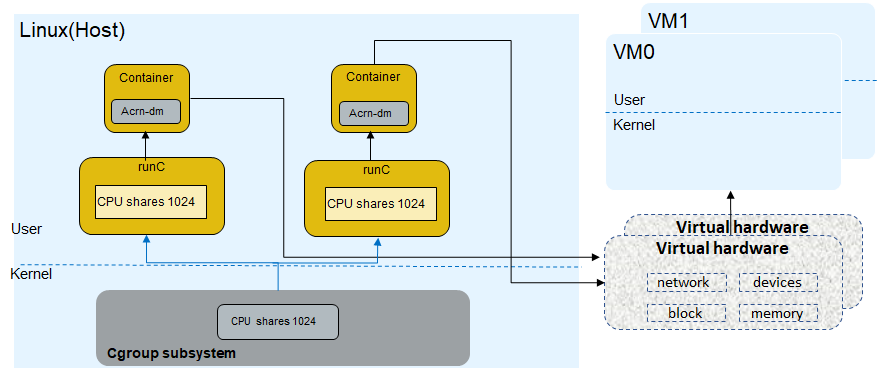 Linux(Host)
Container
Acrn-dm
Container
Acrn-dm
runC
CPU shares 1024
runC
CPU shares 1024
User
Kernel
CPU  shares 1024
Cgroup subsystem
VM1
VM0
User
Kernel
Virtual hardware
Virtual hardware
network
devices
block
memory